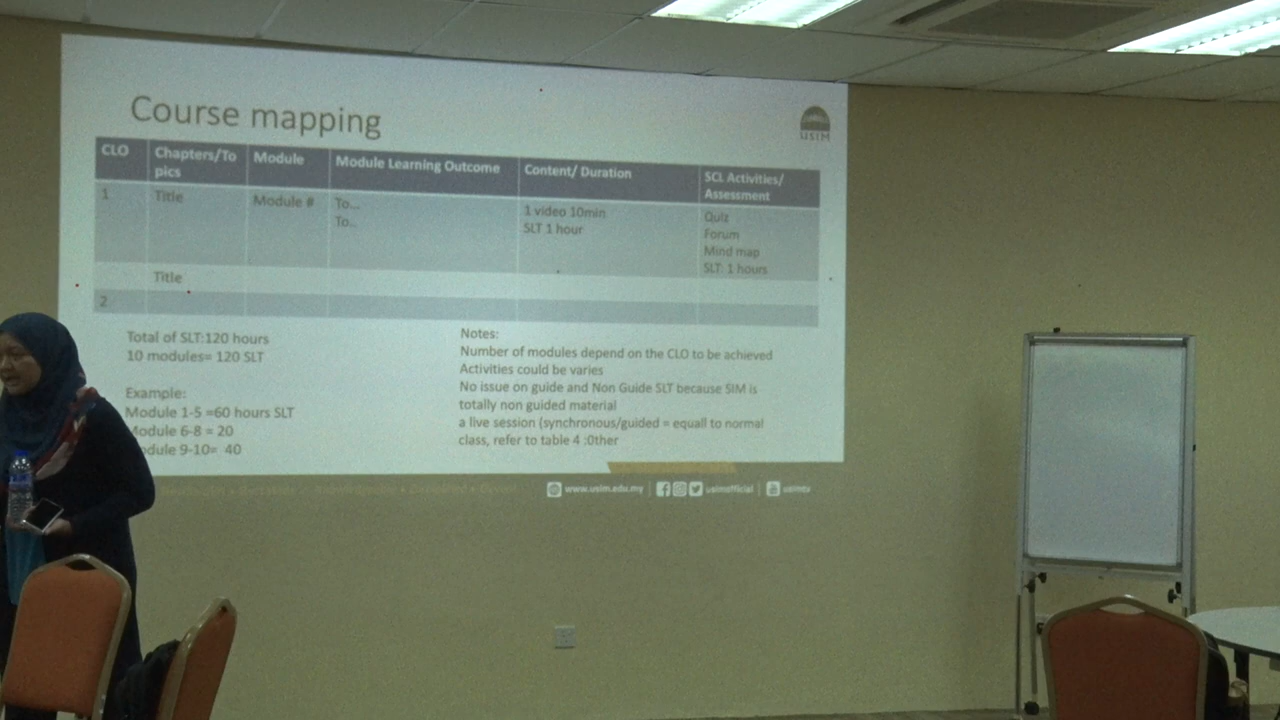 Course mapping
USIM
CLO
Chapters/To
pics
Module
Module Learning Outcome
Content/ Duration
SCL Activities/
Assessment
1
Title
Module #
To...
To..
1 video 10min
SLT 1 hour
Quiz
Forum
Mind map
SLT: 1 hours
Title
2
Total of SLT:120 hours
10 modules= 120 SLT
Example:
Module 1-5 =60 hours SLT
Module 6-8 = 20
odule 9-10= 40
Notes:
Number of modules depend on the CLO to be achieved
Activities could be varies
No issue on guide and Non Guide SLT because SIM is
totally non guided material
a live session (synchronous/guided = equall to normal
class, refer to table 4 :0ther
www.usim.edu.my
usimofficial
usimtv